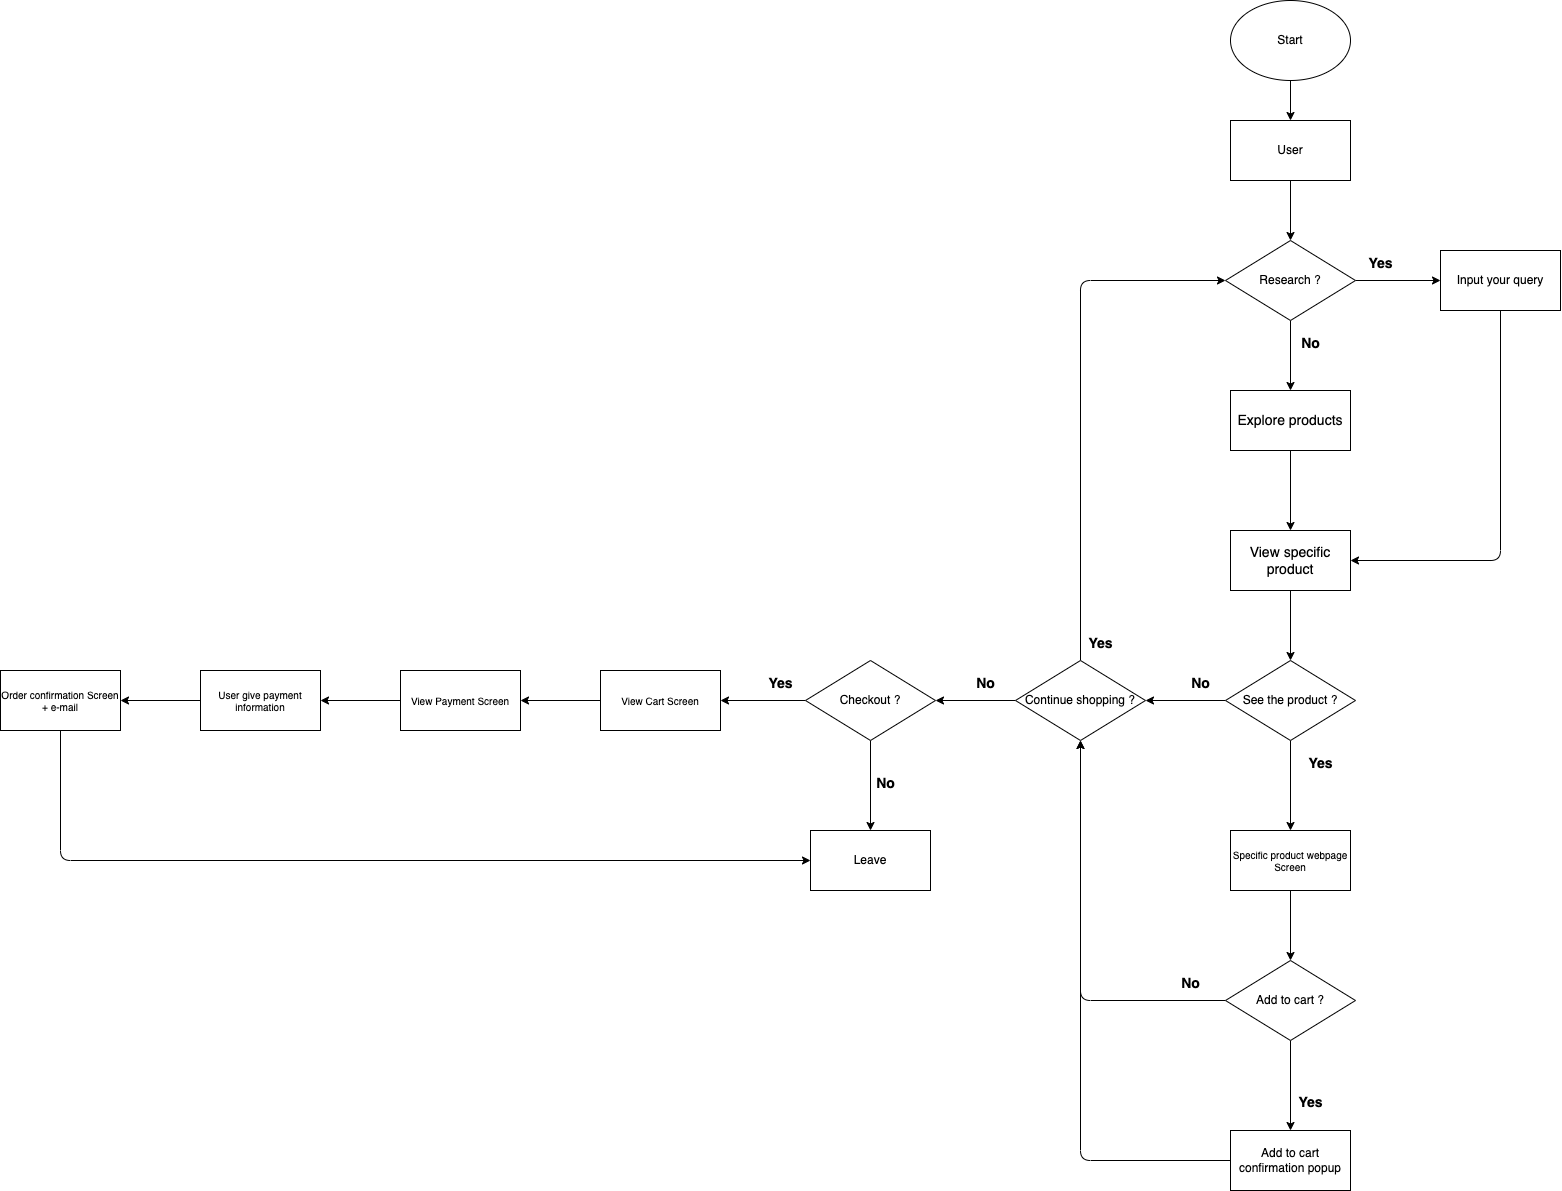 Start
User
Research ?
Yes
Input your query
No
Explore products
View specific
product
See the product ?
No
Continue shopping ?
Yes
No
Checkout ?
Yes
View Cart Screen
View Payment Screen
User give payment
information
Order confirmation Screen
+ e-mail
No
Leave
Yes
Specific product webpage
Screen
Add to cart ?
No
Yes
Add to cart
confirmation popup